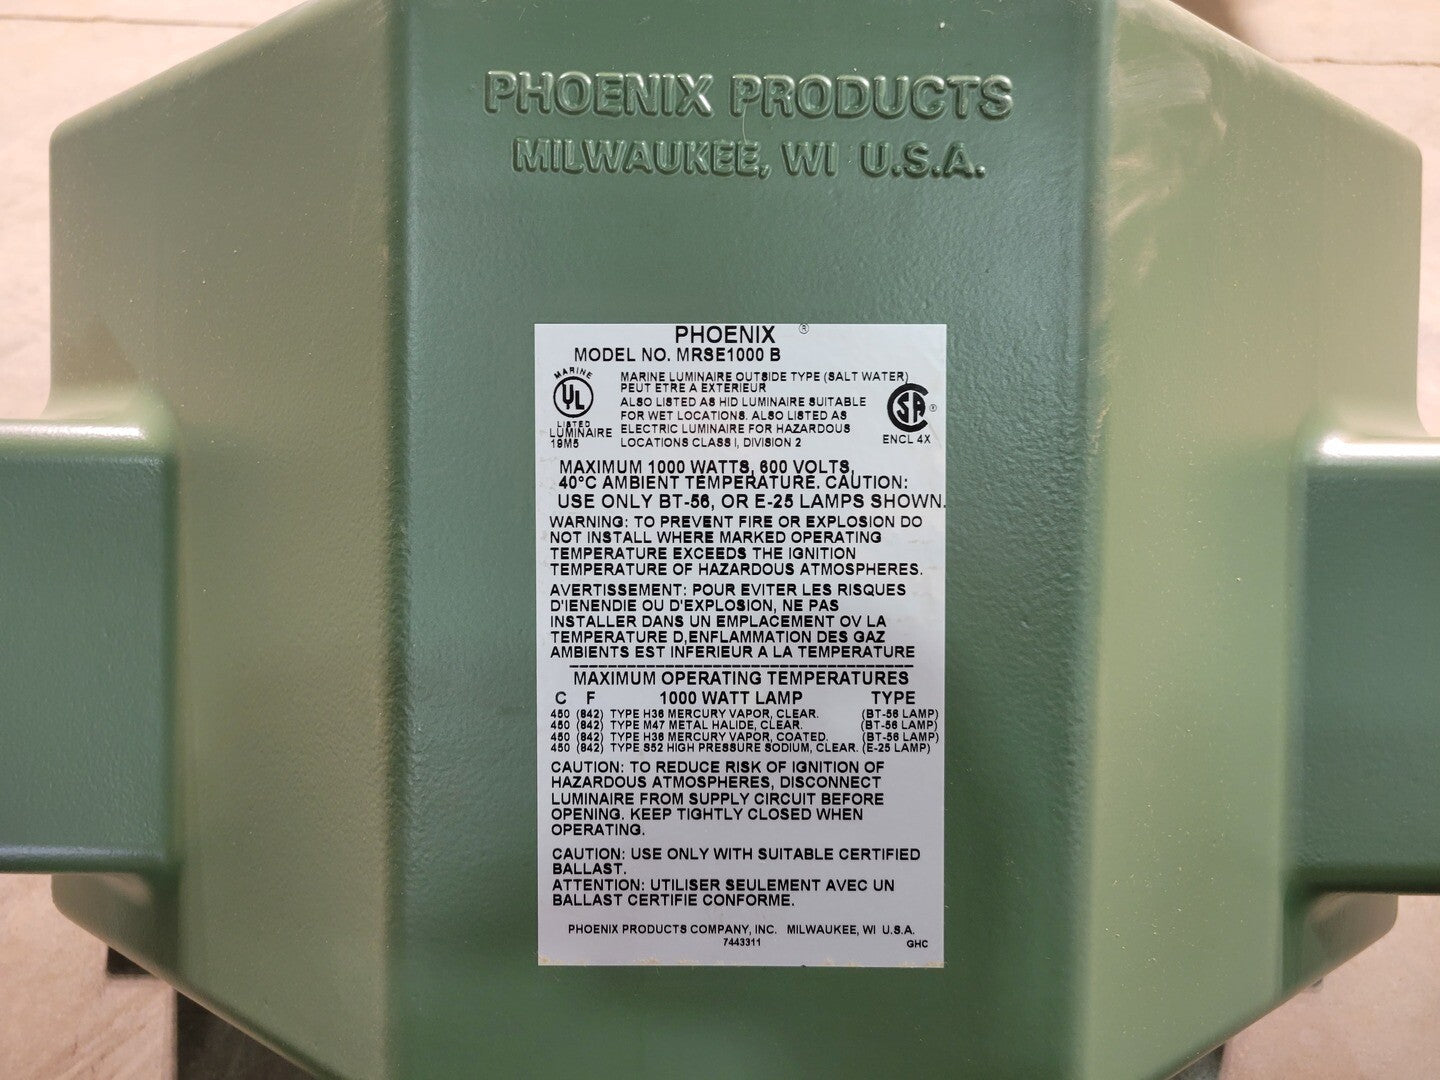 PHOENIX PRODUCTS
MILWAUKEE, WI U.S.A.
PHOENIX ®
MODEL NO. MRSE1000 B
MARINE
UL
LISTED
LUMINAIRE
19M5
MARINE LUMINAIRE OUTSIDE TYPE (SALT WATER)
PEUT ETRE A EXTERIEUR
ALSO LISTED AS HID LUMINAIRE SUITABLE
FOR WET LOCATIONS. ALSO LISTED AS
ELECTRIC LUMINAIRE FOR HAZARDOUS
LOCATIONS CLASS I, DIVISION 2
SA ®
ENCL 4X
MAXIMUM 1000 WATTS, 600 VOLTS,
40°C AMBIENT TEMPERATURE. CAUTION:
USE ONLY BT-56, OR E-25 LAMPS SHOWN.
WARNING: TO PREVENT FIRE OR EXPLOSION DO
NOT INSTALL WHERE MARKED OPERATING
TEMPERATURE EXCEEDS THE IGNITION
TEMPERATURE OF HAZARDOUS ATMOSPHERES.
AVERTISSEMENT: POUR EVITER LES RISQUES
D'IENENDIE OU D'EXPLOSION, NE PAS
INSTALLER DANS UN EMPLACEMENT OV LA
TEMPERATURE D,ENFLAMMATION DES GAZ
AMBIENTS EST INFERIEUR A LA TEMPERATURE
MAXIMUM OPERATING TEMPERATURES
C F 1000 WATT LAMP TYPE
450 (842) TYPE H36 MERCURY VAPOR, CLEAR. (BT-56 LAMP)
450 (842) TYPE M47 METAL HALIDE, CLEAR. (BT-56 LAMP)
450 (842) TYPE H36 MERCURY VAPOR, COATED. (BT-56 LAMP)
450 (842) TYPE S52 HIGH PRESSURE SODIUM, CLEAR. (E-25 LAMP)
CAUTION: TO REDUCE RISK OF IGNITION OF
HAZARDOUS ATMOSPHERES, DISCONNECT
LUMINAIRE FROM SUPPLY CIRCUIT BEFORE
OPENING. KEEP TIGHTLY CLOSED WHEN
OPERATING.
CAUTION: USE ONLY WITH SUITABLE CERTIFIED
BALLAST.
ATTENTION: UTILISER SEULEMENT AVEC UN
BALLAST CERTIFIE CONFORME.
PHOENIX PRODUCTS COMPANY, INC. MILWAUKEE, WI U.S.A.
7443311 GHC